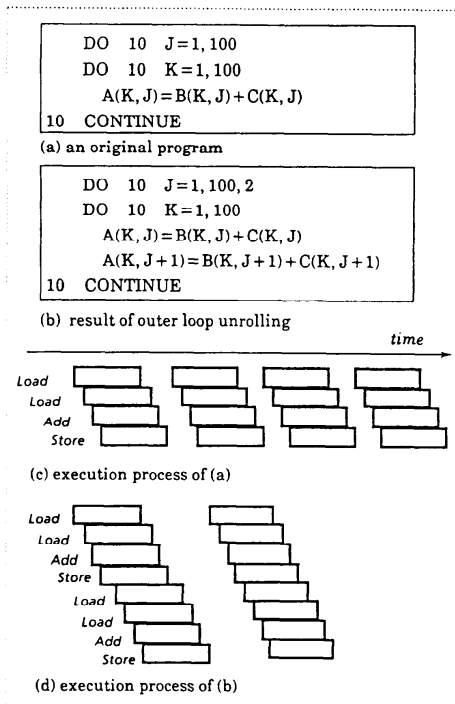 DO 10 J=1, 100
DO 10 K=1, 100
A(K, J)=B(K, J)+C(K, J)
10 CONTINUE
(a) an original program
DO 10 J=1, 100, 2
DO 10 K=1, 100
A(K, J)=B(K, J)+C(K, J)
A(K, J+1)=B(K, J+1)+C(K, J+1)
10 CONTINUE
(b) result of outer loop unrolling
time
Load
Load
Add
Store
(c) execution process of (a)
Load
Load
Add
Store
Load
Load
Add
Store
(d) execution process of (b)